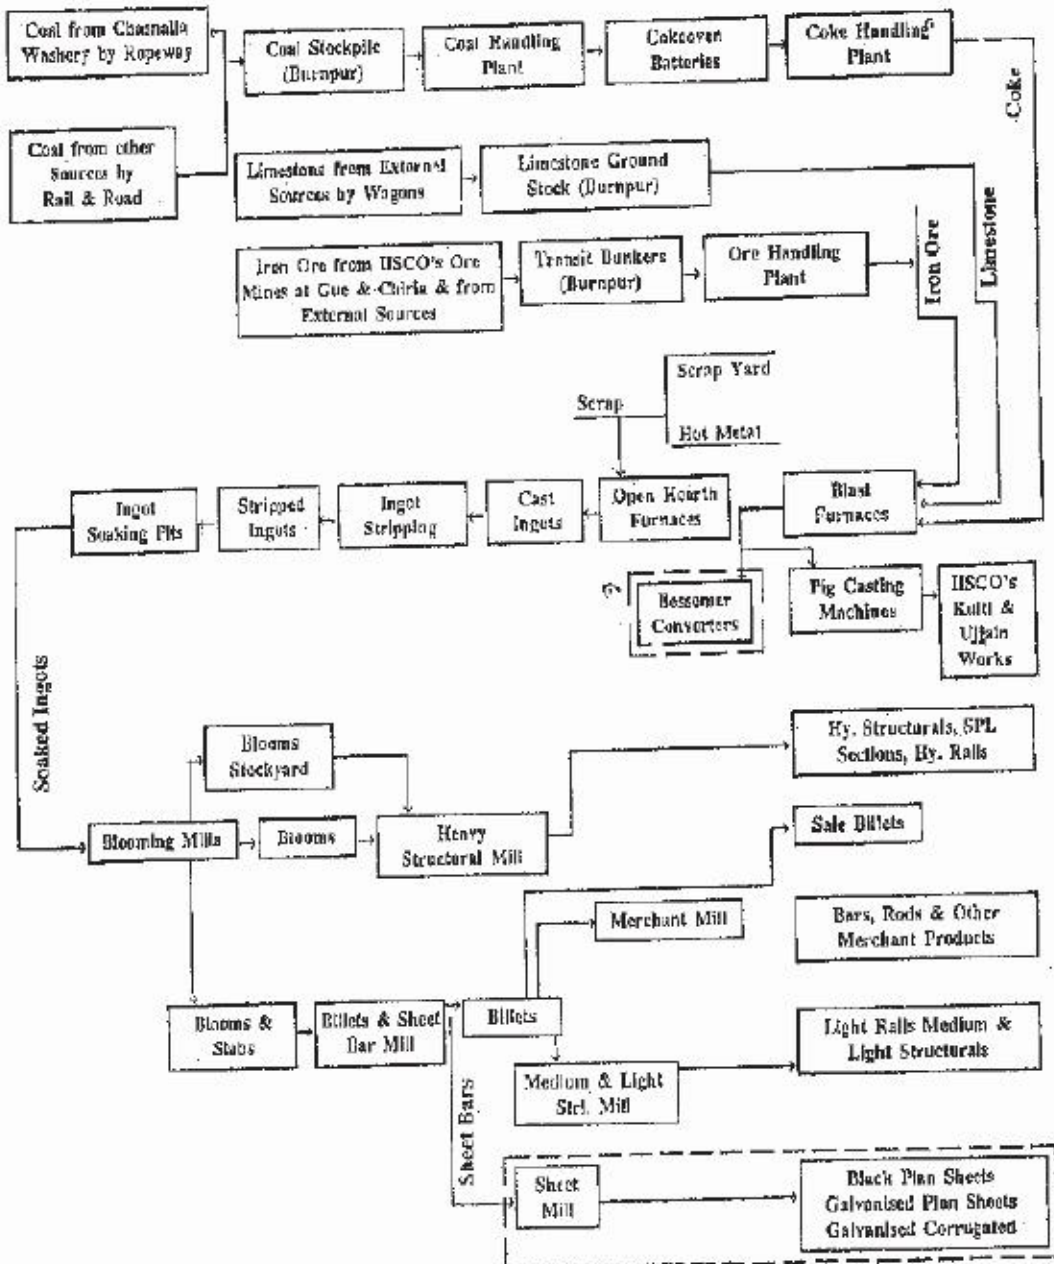 Coal from Chasnalla
Washery by Ropeway
Coal Stockpile
(Burnpur)
Coal Handling
Plant
Cokeoven
Batteries
Coke Handling
Plant
Coke
Coal from other
Sources by
Rail & Road
Limestone from External
Sources by Wagons
Limestone Ground
Stock (Burnpur)
Limestone
Iron Ore from IISCO's Ore
Mines at Gue & Chiria & from
External Sources
Transit Bunkers
(Burnpur)
Ore Handling
Plant
Iron Ore
Scrap Yard
Scrap
Hot Metal
Ingot
Soaking Pits
Stripped
Ingots
Ingot
Stripping
Cast
Ingots
Open Hearth
Furnaces
Blast
Furnaces
Bessemer
Converters
Pig Casting
Machines
IISCO's
Kulti &
Ujjain
Works
Soaked Ingots
Blooms
Stockyard
Hy. Structurals, SPL
Sections, Hy. Rails
Blooming Mills
Blooms
Heavy
Structural Mill
Sale Billets
Merchant Mill
Bars, Rods & Other
Merchant Products
Blooms &
Slabs
Billets & Sheet
Bar Mill
Billets
Light Rails Medium &
Light Structurals
Medium & Light
Strl. Mill
Sheet Bars
Sheet
Mill
Black Plan Sheets
Galvanised Plan Sheets
Galvanised Corrugated